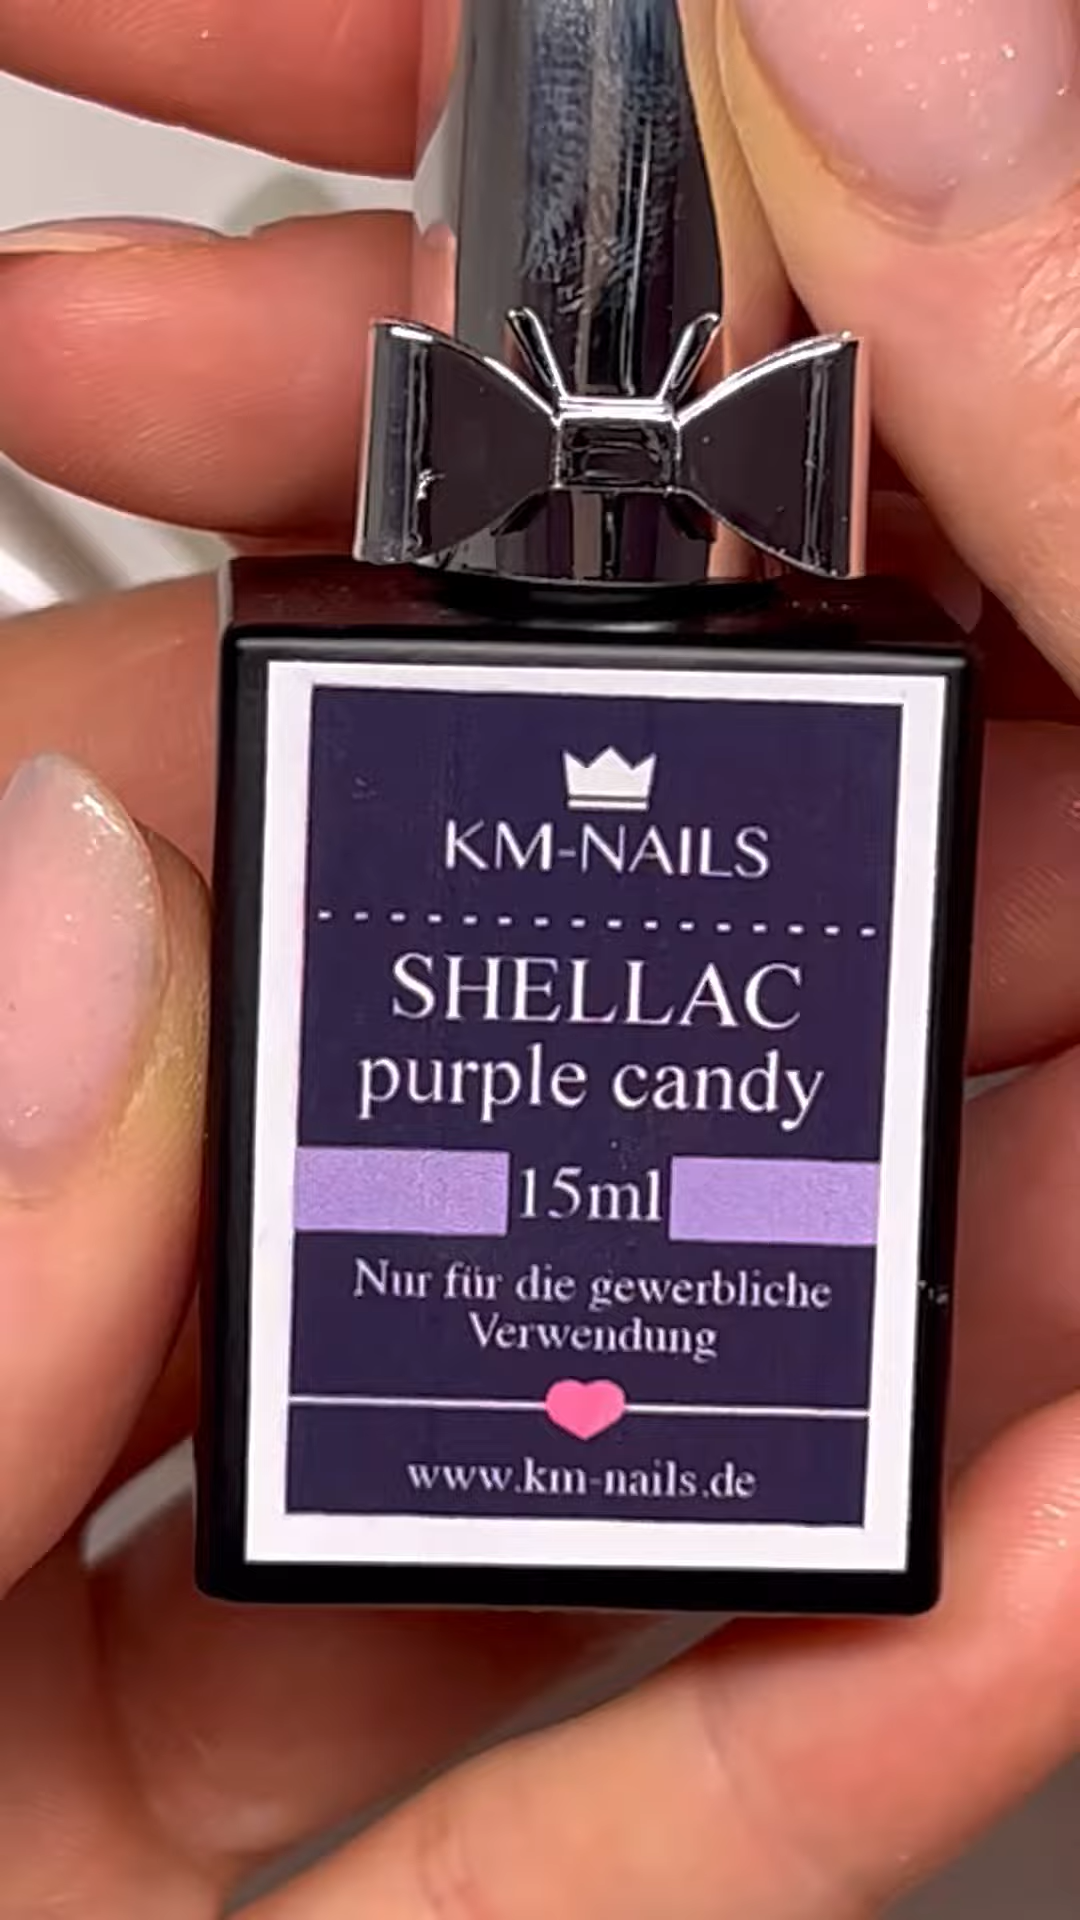 KM-NAILS
SHELLAC
purple candy
15ml
Nur für die gewerbliche
Verwendung
www.km-nails.de